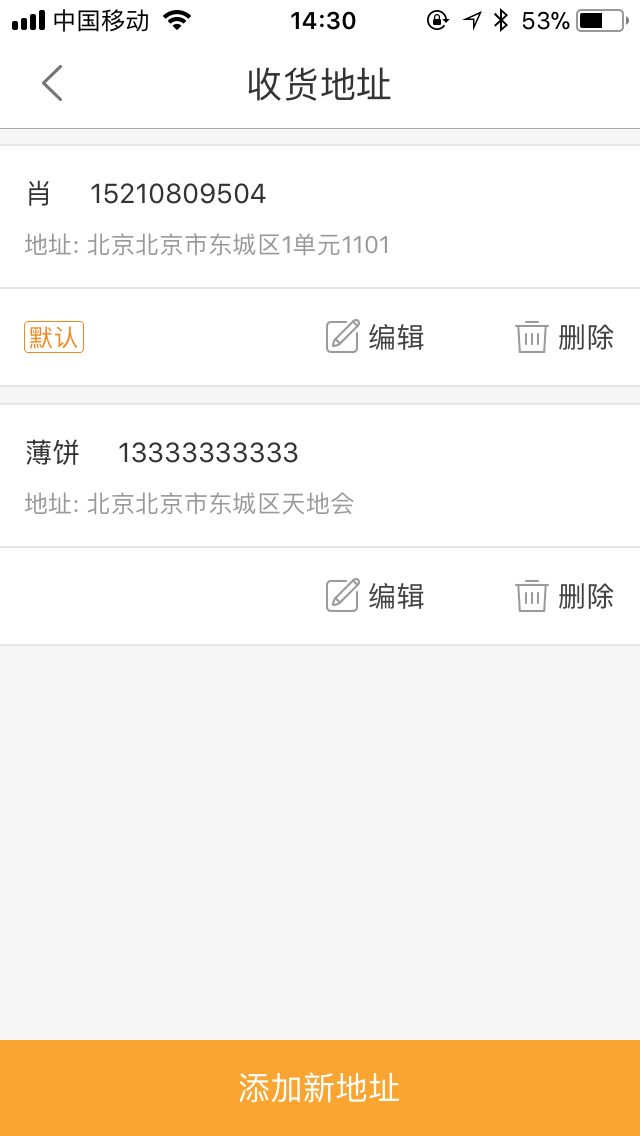 中国移动 14:30 53%
收货地址
肖 15210809504
地址: 北京北京市东城区1单元1101
默认 编辑 删除
薄饼 13333333333
地址: 北京北京市东城区天地会
编辑 删除
添加新地址